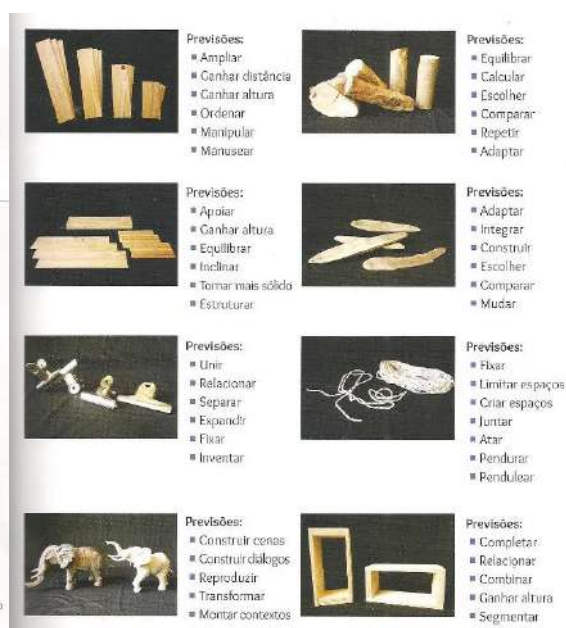 Previsões:
Ampliar
Ganhar distância
Ganhar altura
Ordenar
Manipular
Manusear
Previsões:
Equilibrar
Calcular
Escolher
Comparar
Repetir
Adaptar
Previsões:
Apoiar
Ganhar altura
Equilibrar
Inclinar
Tornar mais sólido
Estruturar
Previsões:
Adaptar
Integrar
Construir
Escolher
Comparar
Mudar
Previsões:
Unir
Relacionar
Separar
Expandir
Fixar
Inventar
Previsões:
Fixar
Limitar espaços
Criar espaços
Juntar
Atar
Pendurar
Pendulear
Previsões:
Construir cenas
Construir diálogos
Reproduzir
Transformar
Montar contextos
Previsões:
Completar
Relacionar
Combinar
Ganhar altura
Segmentar